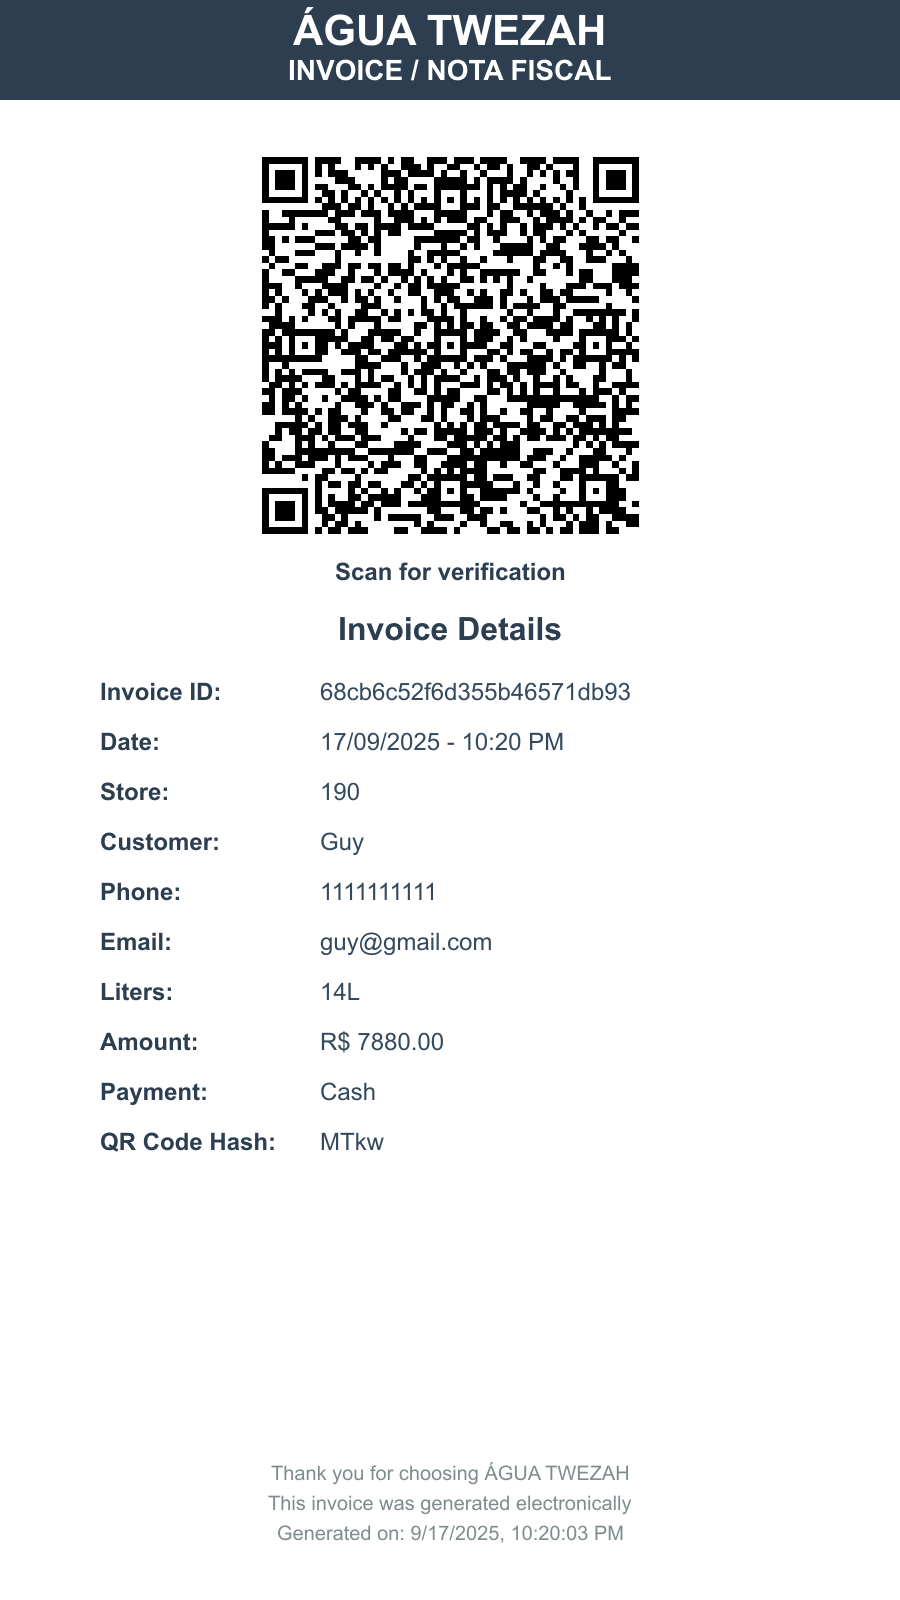 ÁGUA TWEZAH
INVOICE / NOTA FISCAL
Scan for verification
Invoice Details
Invoice ID: 68cb6c52f6d355b46571db93
Date: 17/09/2025 - 10:20 PM
Store: 190
Customer: Guy
Phone: 1111111111
Email: guy@gmail.com
Liters: 14L
Amount: R$ 7880.00
Payment: Cash
QR Code Hash: MTkw
Thank you for choosing ÁGUA TWEZAH
This invoice was generated electronically
Generated on: 9/17/2025, 10:20:03 PM